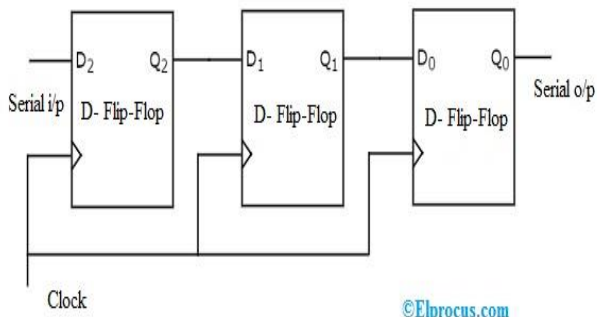 D2 Q2 D1 Q1 D0 Q0
Serial i/p D- Flip-Flop D- Flip-Flop D- Flip-Flop Serial o/p
Clock
©Elprocus.com